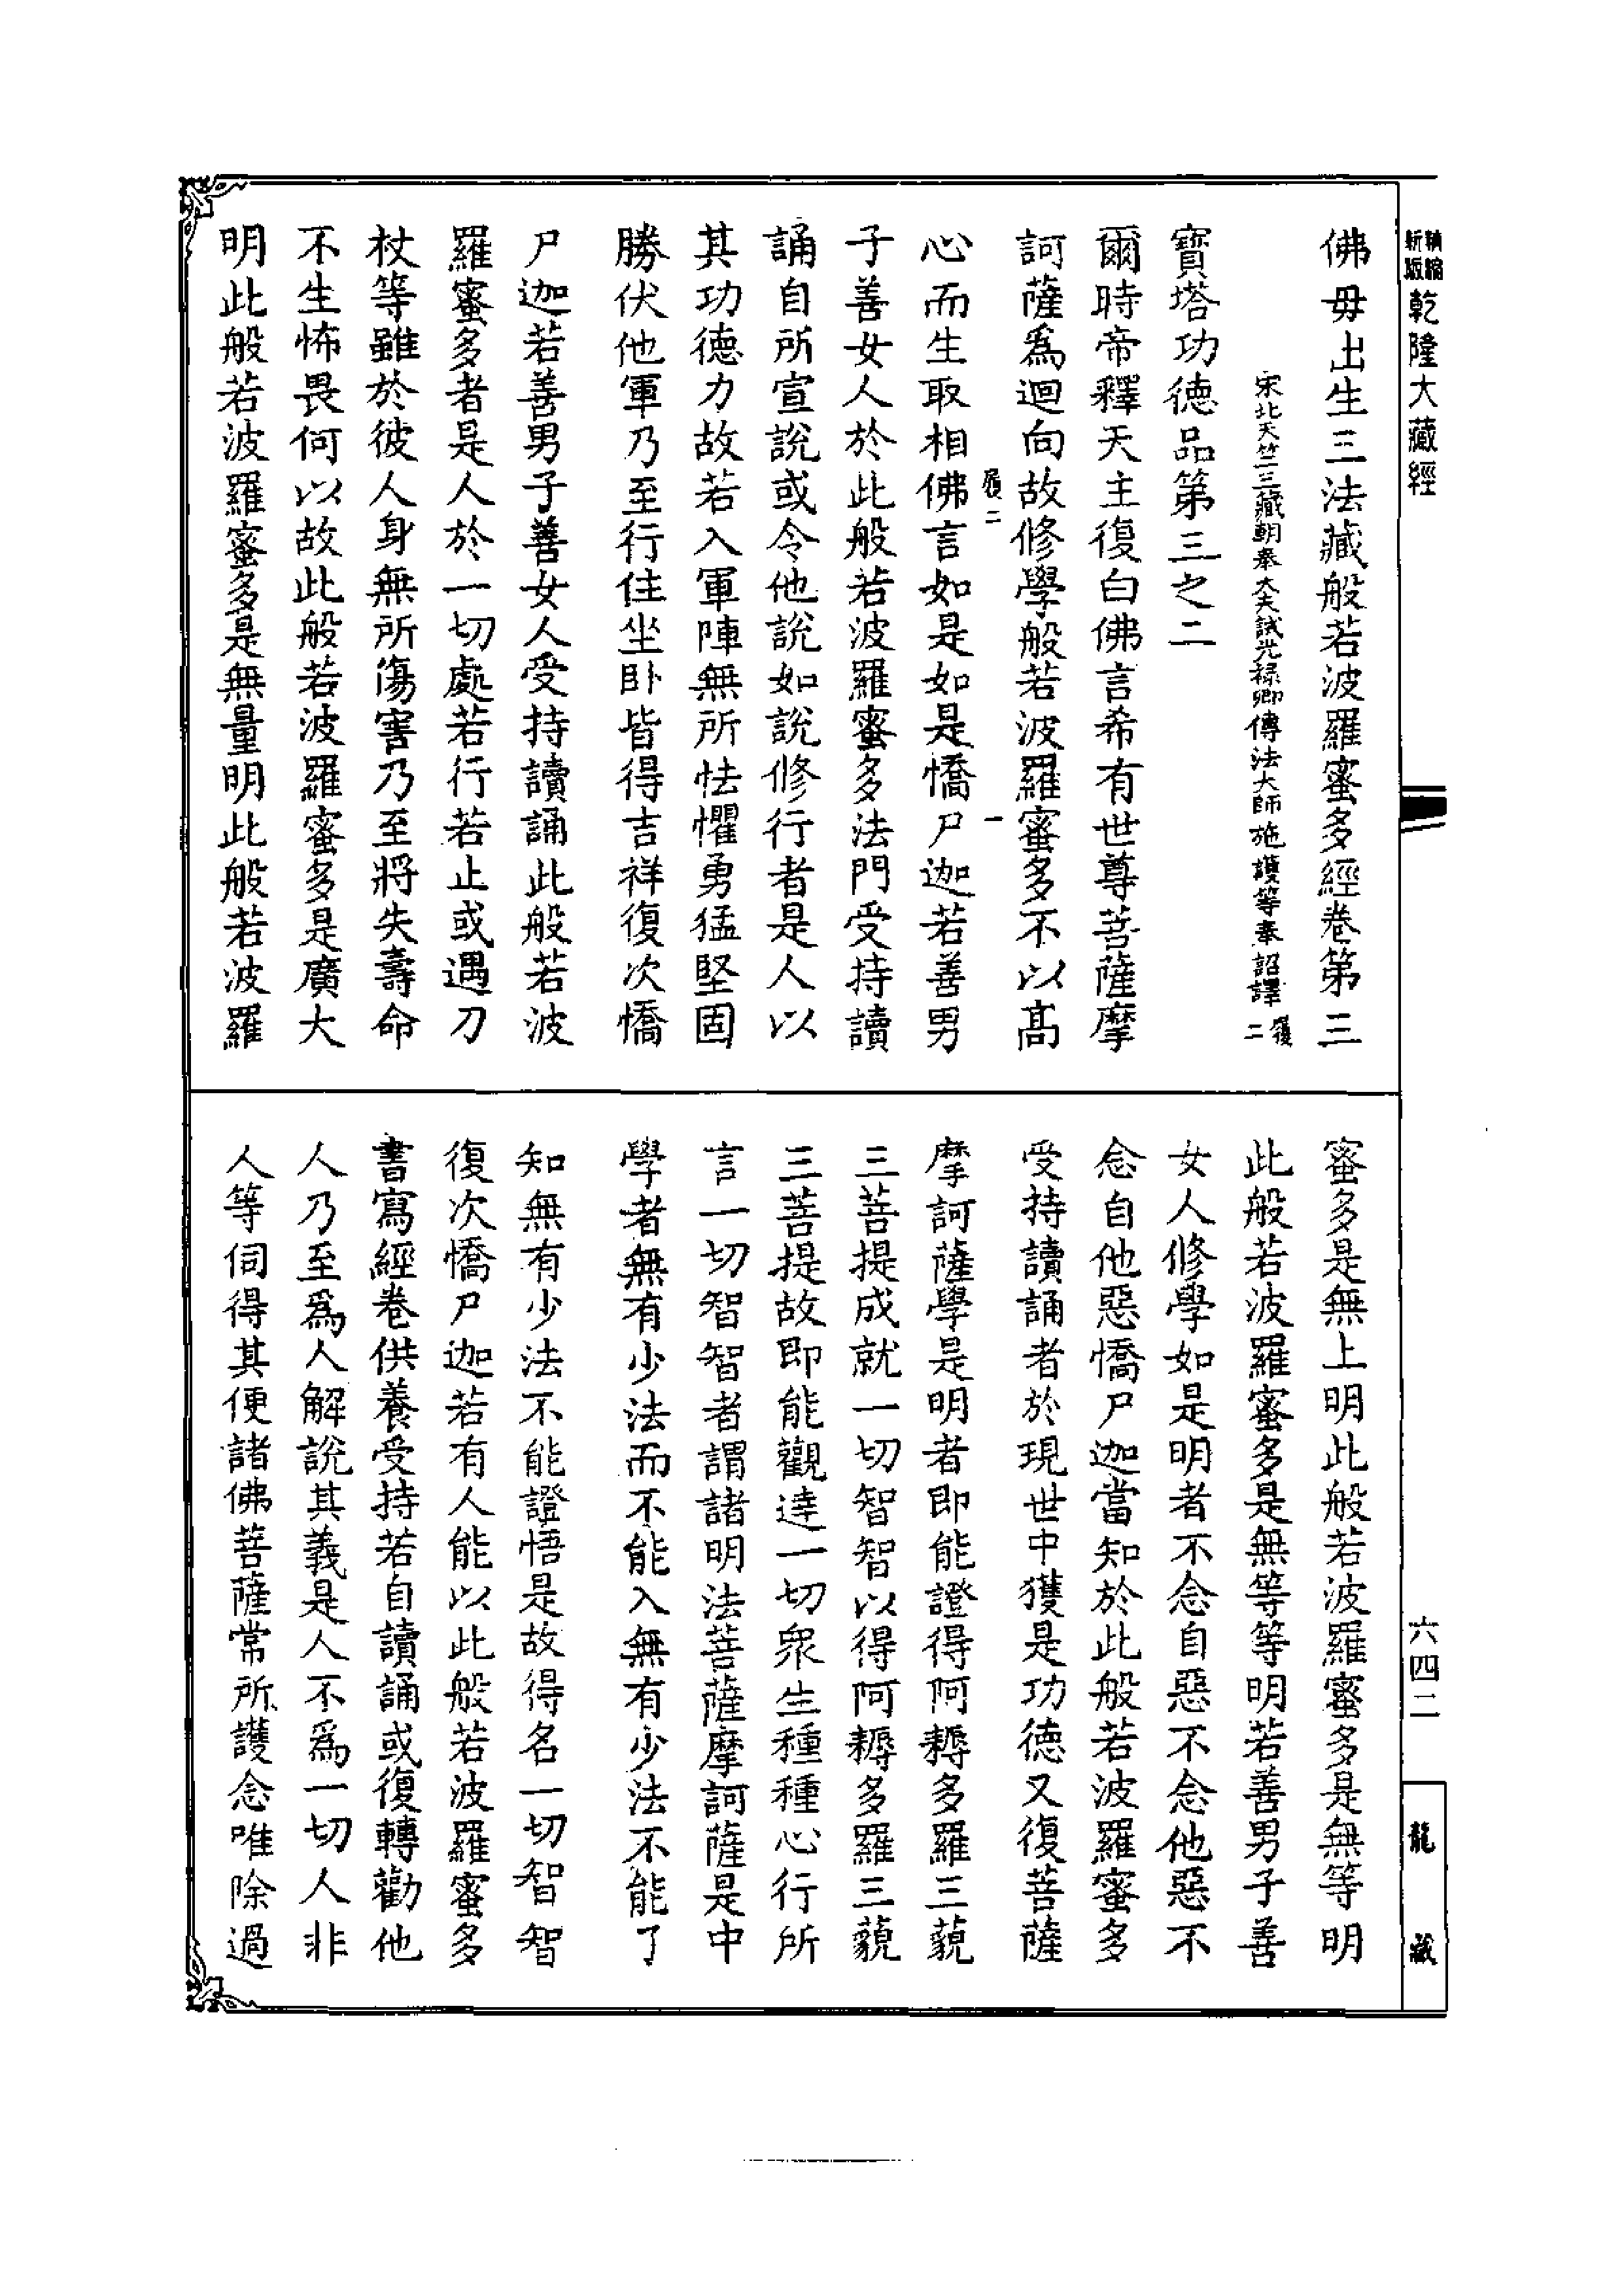 精縮新版
乾隆大藏經
六四二
龍藏
佛毋出生三法藏般若波羅蜜多經卷第三
宋北天竺三藏朝奉大夫試光祿卿傳法大師施護等奉詔譯 履二
寶塔功德品第三之二
爾時帝釋天主復白佛言希有世尊菩薩摩
訶薩爲迴向故修學般若波羅蜜多不以高
履二 一
心而生取相佛言如是如是憍尸迦若善男
子善女人於此般若波羅蜜多法門受持讀
誦自所宣說或令他說如說修行者是人以
其功德力故若入軍陣無所怯懼勇猛堅固
勝伏他軍乃至行住坐臥皆得吉祥復次憍
尸迦若善男子善女人受持讀誦此般若波
羅蜜多者是人於一切處若行若止或遇刀
杖等雖於彼人身無所傷害乃至將失壽命
不生怖畏何以故此般若波羅蜜多是廣大
明此般若波羅蜜多是無量明此般若波羅
蜜多是無上明此般若波羅蜜多是無等明
此般若波羅蜜多是無等等明若善男子善
女人修學如是明者不念自惡不念他惡不
念自他惡憍尸迦當知於此般若波羅蜜多
受持讀誦者於現世中獲是功德又復菩薩
摩訶薩學是明者即能證得阿耨多羅三藐
三菩提成就一切智智以得阿耨多羅三藐
三菩提故即能觀達一切衆生種種心行所
言一切智智者謂諸明法菩薩摩訶薩是中
學者無有少法而不能入無有少法不能了
知無有少法不能證悟是故得名一切智智
復次憍尸迦若有人能以此般若波羅蜜多
書寫經卷供養受持若自讀誦或復轉勸他
人乃至爲人解說其義是人不爲一切人非
人等伺得其便諸佛菩薩常所護念唯除過